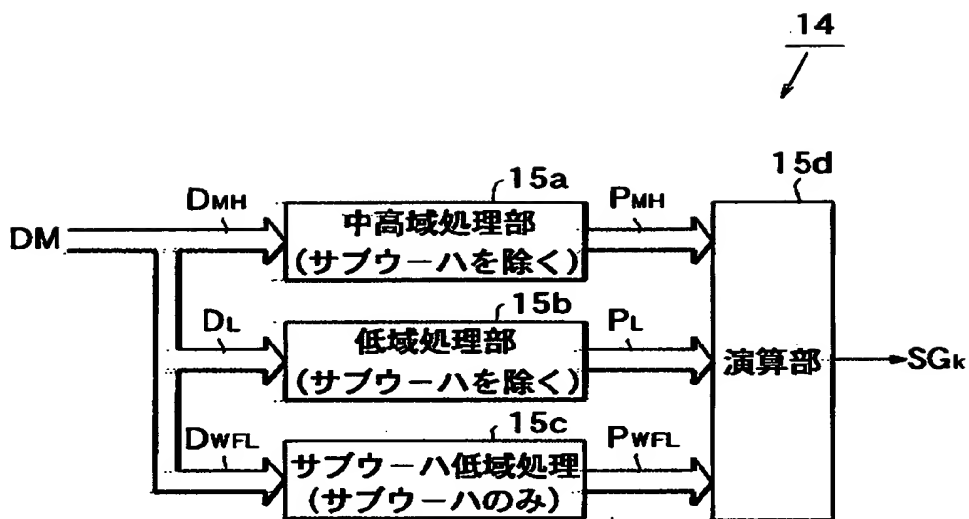 14
15d
15a
DMH
PMH
DM
中高域処理部
(サブウーハを除く)
15b
DL
PL
低域処理部
(サブウーハを除く)
演算部
SGk
15c
DWFL
PWFL
サブウーハ低域処理
(サブウーハのみ)